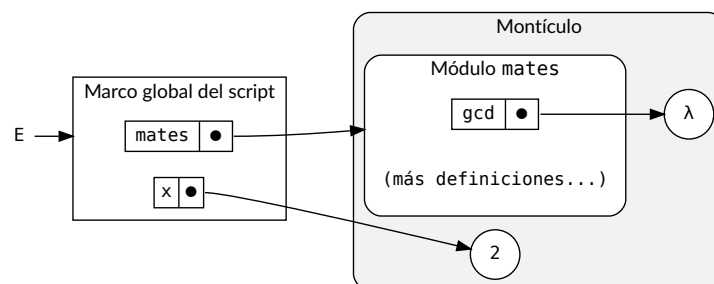 Montículo
Marco global del script
Módulo mates
E
mates
gcd
λ
x
(más definiciones...)
2